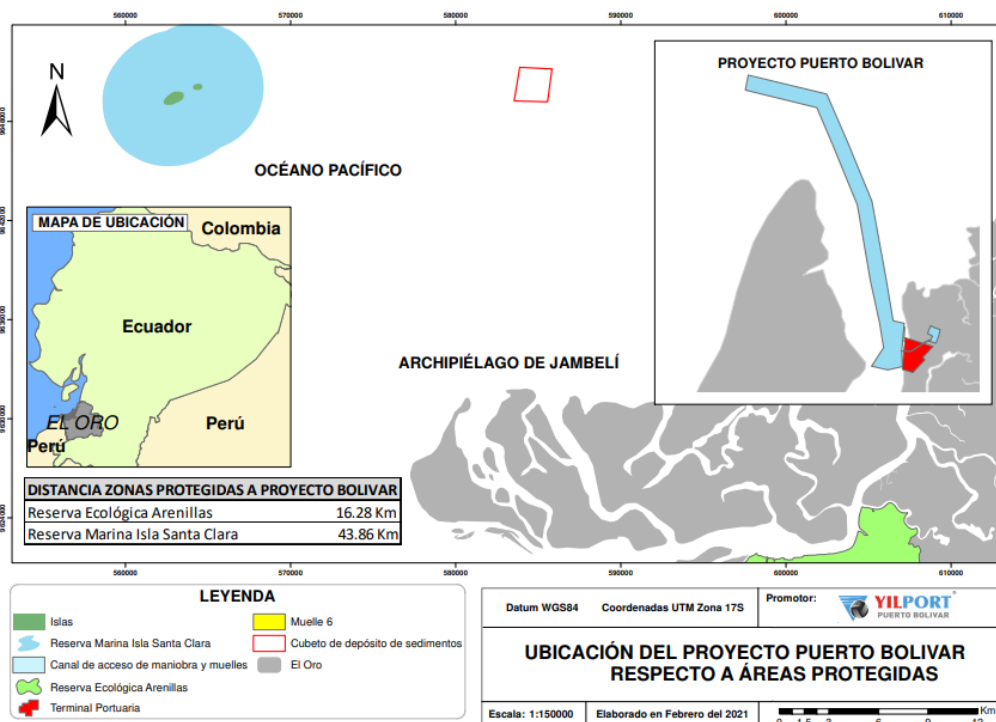 560000
570000
580000
590000
600000
610000
PROYECTO PUERTO BOLIVAR
N
OCÉANO PACÍFICO
MAPA DE UBICACIÓN
Colombia
Ecuador
EL ORO
Perú
Perú
ARCHIPIÉLAGO DE JAMBELÍ
DISTANCIA ZONAS PROTEGIDAS A PROYECTO BOLIVAR
Reserva Ecológica Arenillas 16.28 Km
Reserva Marina Isla Santa Clara 43.86 Km
560000
570000
580000
590000
600000
610000
LEYENDA
Islas
Reserva Marina Isla Santa Clara
Canal de acceso de maniobra y muelles
Reserva Ecológica Arenillas
Terminal Portuaria
Muelle 6
Cubeto de depósito de sedimentos
El Oro
Datum WGS84 Coordenadas UTM Zona 17S
Promotor:
YILPORT
PUERTO BOLIVAR
UBICACIÓN DEL PROYECTO PUERTO BOLIVAR
RESPECTO A ÁREAS PROTEGIDAS
Escala: 1:150000
Elaborado en Febrero del 2021
Km